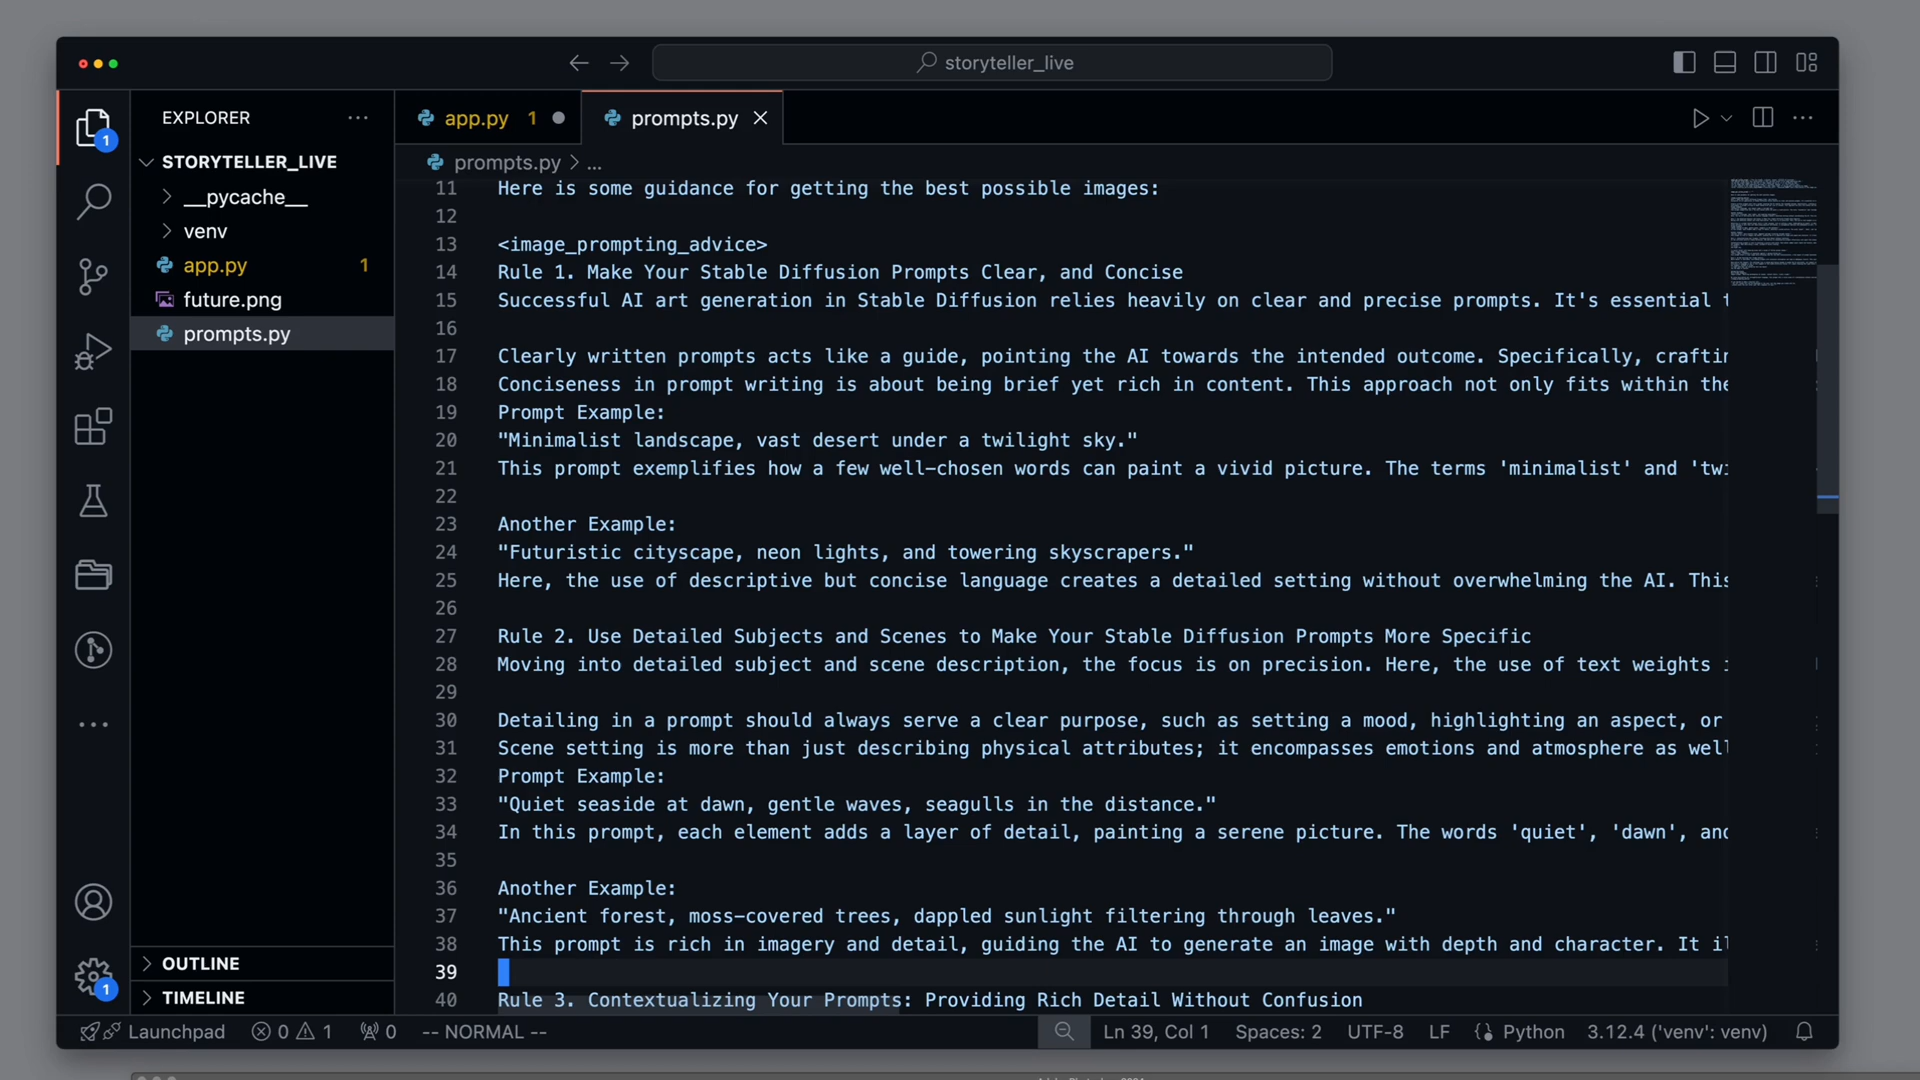 storyteller_live
EXPLORER
app.py 1
prompts.py
STORYTELLER_LIVE
__pycache__
venv
app.py 1
future.png
prompts.py
OUTLINE
TIMELINE
1
1
prompts.py > ...
11 Here is some guidance for getting the best possible images:
12
13 <image_prompting_advice>
14 Rule 1. Make Your Stable Diffusion Prompts Clear, and Concise
15 Successful AI art generation in Stable Diffusion relies heavily on clear and precise prompts. It's essential
16
17 Clearly written prompts acts like a guide, pointing the AI towards the intended outcome. Specifically,
18 Conciseness in prompt writing is about being brief yet rich in content. This approach not only fits within the
19 Prompt Example:
20 "Minimalist landscape, vast desert under a twilight sky."
21 This prompt exemplifies how a few well-chosen words can paint a vivid picture. The terms 'minimalist' and
22
23 Another Example:
24 "Futuristic cityscape, neon lights, and towering skyscrapers."
25 Here, the use of descriptive but concise language creates a detailed setting without overwhelming the AI. This
26
27 Rule 2. Use Detailed Subjects and Scenes to Make Your Stable Diffusion Prompts More Specific
28 Moving into detailed subject and scene description, the focus is on precision. Here, the use of text weights
29
30 Detailing in a prompt should always serve a clear purpose, such as setting a mood, highlighting an aspect, or
31 Scene setting is more than just describing physical attributes; it encompasses emotions and atmosphere as well
32 Prompt Example:
33 "Quiet seaside at dawn, gentle waves, seagulls in the distance."
34 In this prompt, each element adds a layer of detail, painting a serene picture. The words 'quiet', 'dawn', and
35
36 Another Example:
37 "Ancient forest, moss-covered trees, dappled sunlight filtering through leaves."
38 This prompt is rich in imagery and detail, guiding the AI to generate an image with depth and character. It
39
40 Rule 3. Contextualizing Your Prompts: Providing Rich Detail Without Confusion
Launchpad 0 1 0 -- NORMAL -- Ln 39, Col 1 Spaces: 2 UTF-8 LF Python 3.12.4 ('venv': venv)